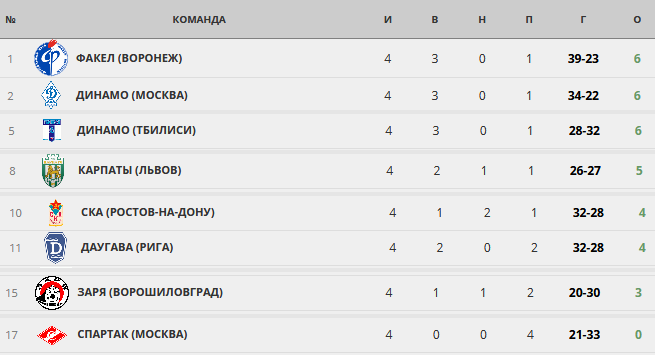 № КОМАНДА И В Н П Г О
1 ФАКЕЛ (ВОРОНЕЖ) 4 3 0 1 39-23 6
2 ДИНАМО (МОСКВА) 4 3 0 1 34-22 6
5 ДИНАМО (ТБИЛИСИ) 4 3 0 1 28-32 6
8 КАРПАТЫ (ЛЬВОВ) 4 2 1 1 26-27 5
10 СКА (РОСТОВ-НА-ДОНУ) 4 1 2 1 32-28 4
11 ДАУГАВА (РИГА) 4 2 0 2 32-28 4
15 ЗАРЯ (ВОРОШИЛОВГРАД) 4 1 1 2 20-30 3
17 СПАРТАК (МОСКВА) 4 0 0 4 21-33 0